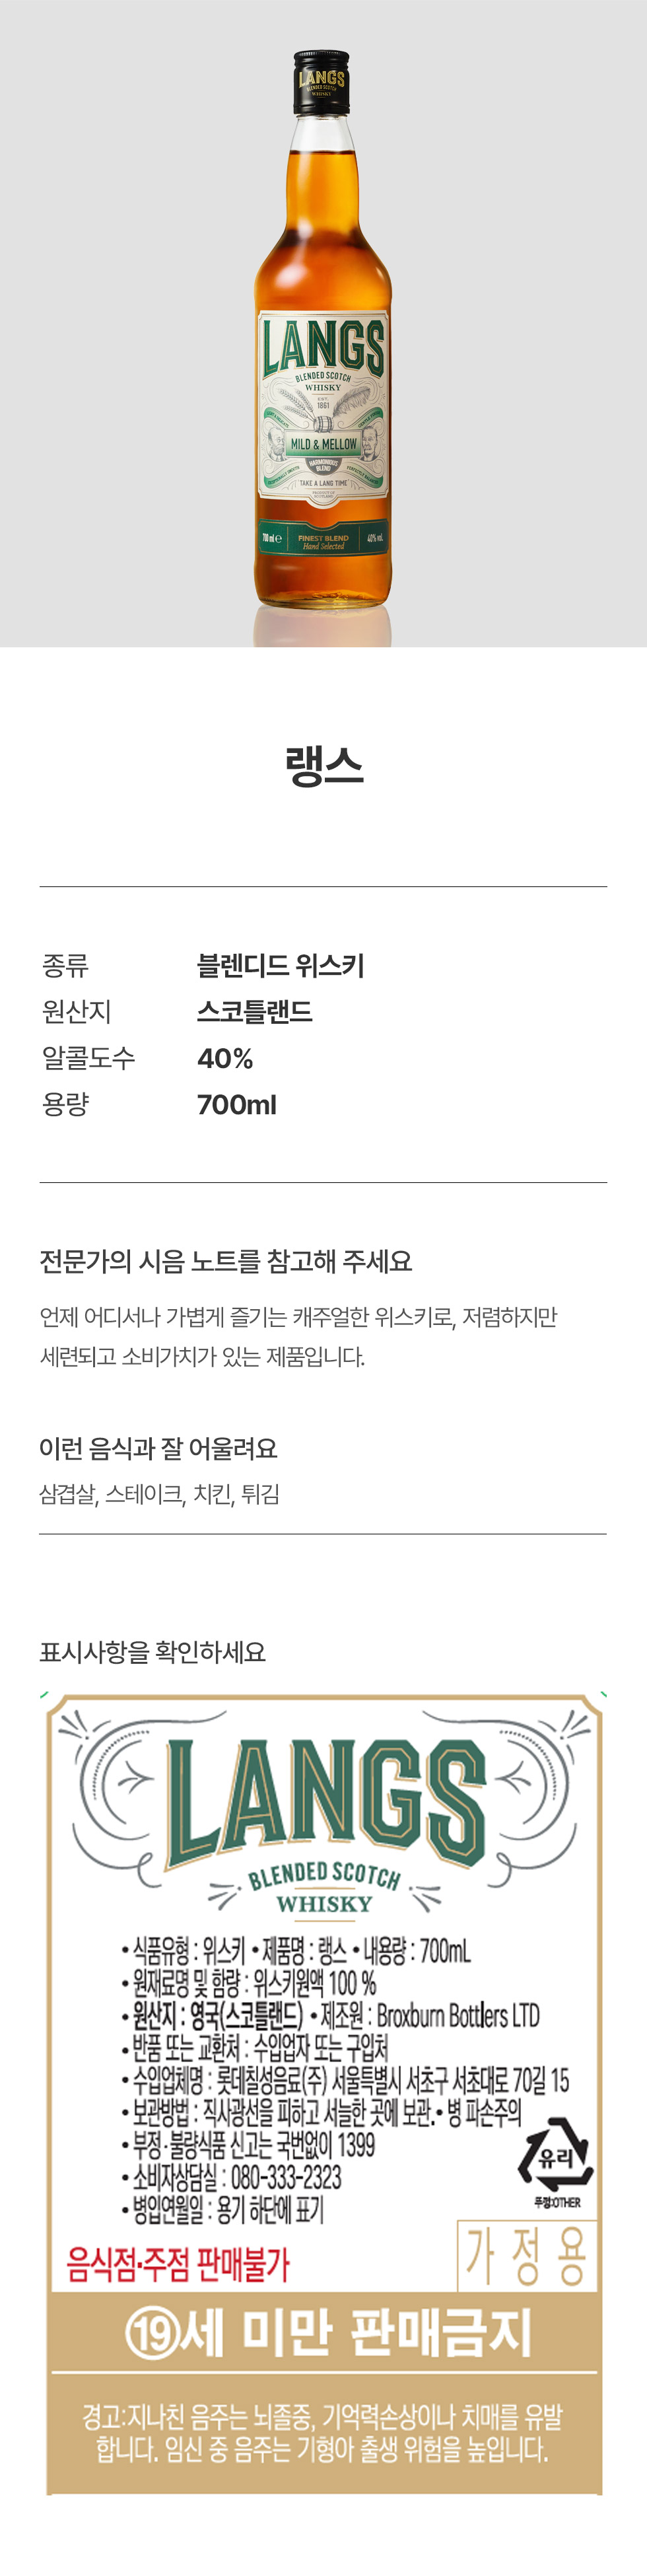 LANGS
BLENDED SCOTCH
WHISKY
LANGS
BLENDED SCOTCH
WHISKY
EST.
1861
MILD & MELLOW
HARMONIOUS
BLEND
TAKE A LANG TIME
PRODUCT OF
SCOTLAND
700 ml e FINEST BLEND 40% vol.
Hand Selected
랭스
종류 블렌디드 위스키
원산지 스코틀랜드
알콜도수 40%
용량 700ml
전문가의 시음 노트를 참고해 주세요
언제 어디서나 가볍게 즐기는 캐주얼한 위스키로, 저렴하지만
세련되고 소비가치가 있는 제품입니다.
이런 음식과 잘 어울려요
삼겹살, 스테이크, 치킨, 튀김
표시사항을 확인하세요
LANGS
BLENDED SCOTCH
WHISKY
• 식품유형 : 위스키 • 제품명 : 랭스 • 내용량 : 700mL
• 원재료명 및 함량 : 위스키원액 100 %
• 원산지 : 영국(스코틀랜드) • 제조원 : Broxburn Bottlers LTD
• 반품 또는 교환처 : 수입업자 또는 구입처
• 수입업체명 : 롯데칠성음료(주) 서울특별시 서초구 서초대로 70길 15
• 보관방법 : 직사광선을 피하고 서늘한 곳에 보관. • 병 파손주의
• 부정·불량식품 신고는 국번없이 1399
• 소비자상담실 : 080-333-2323
• 병입연월일 : 용기 하단에 표기
유리
뚜껑:OTHER
음식점·주점 판매불가
가정용
⑲세 미만 판매금지
경고:지나친 음주는 뇌졸중, 기억력손상이나 치매를 유발
합니다. 임신 중 음주는 기형아 출생 위험을 높입니다.